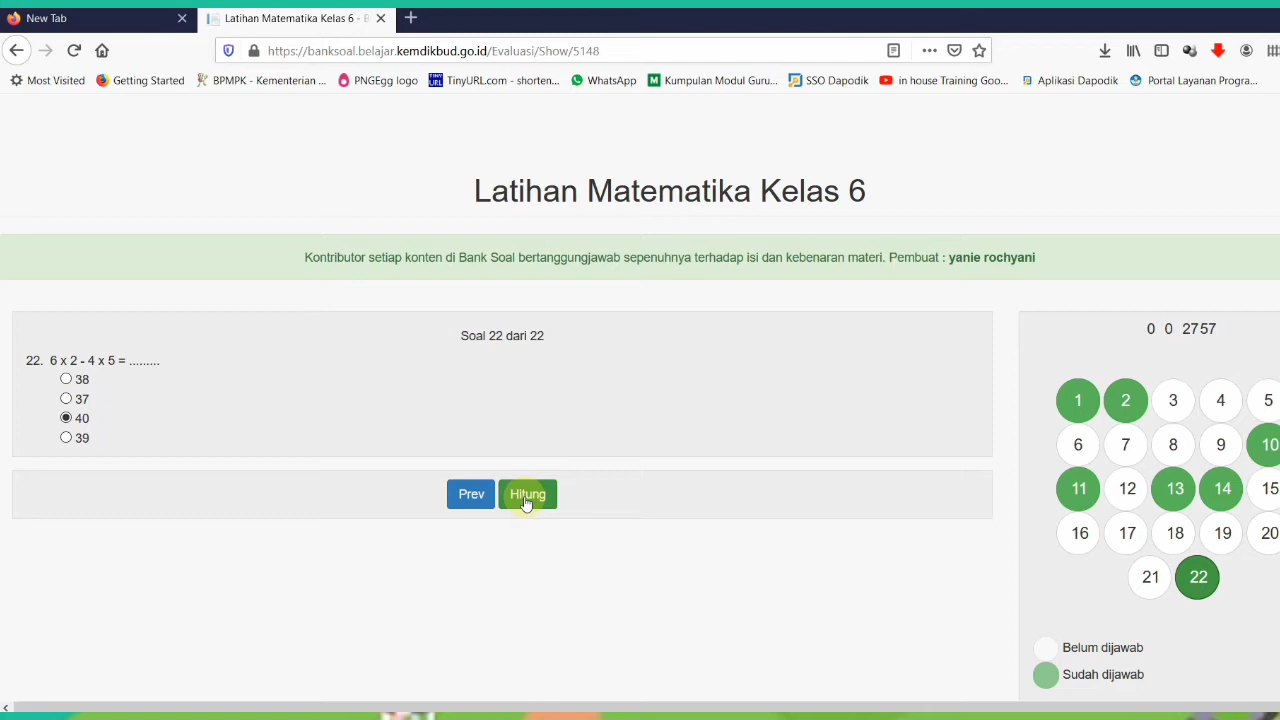 New Tab
Latihan Matematika Kelas 6 - B
https://banksoal.belajar.kemdikbud.go.id/Evaluasi/Show/5148
Most Visited
Getting Started
BPMPK - Kementerian ...
PNGEgg logo
TINY URL
TinyURL.com - shorten...
WhatsApp
M
Kumpulan Modul Guru...
SSO Dapodik
in house Training Goo...
Aplikasi Dapodik
Portal Layanan Progra...
Latihan Matematika Kelas 6
Kontributor setiap konten di Bank Soal bertanggungjawab sepenuhnya terhadap isi dan kebenaran materi. Pembuat : yanie rochyani
Soal 22 dari 22
22. 6 x 2 - 4 x 5 = .........
38
37
40
39
Prev
Hitung
0 0 2757
1 2 3 4 5
6 7 8 9 10
11 12 13 14 15
16 17 18 19 20
21 22
Belum dijawab
Sudah dijawab